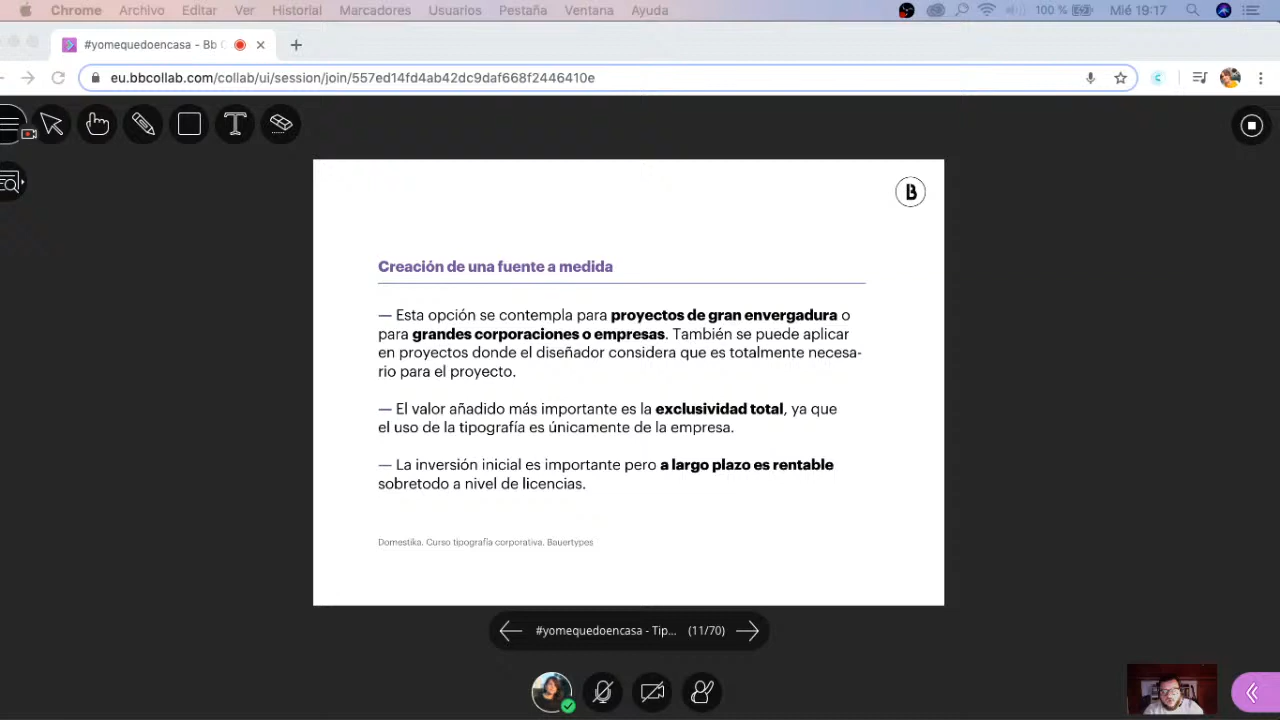 Chrome Archivo Editar Ver Historial Marcadores Usuarios Pestaña Ventana Ayuda 100 % Mié 19:17
#yomequedoencasa - Bb C
eu.bbcollab.com/collab/ui/session/join/557ed14fd4ab42dc9daf668f2446410e
T
B
Creación de una fuente a medida
— Esta opción se contempla para proyectos de gran envergadura o
para grandes corporaciones o empresas. También se puede aplicar
en proyectos donde el diseñador considera que es totalmente necesa-
rio para el proyecto.
— El valor añadido más importante es la exclusividad total, ya que
el uso de la tipografía es únicamente de la empresa.
— La inversión inicial es importante pero a largo plazo es rentable
sobretodo a nivel de licencias.
Domestika. Curso tipografía corporativa. Bauertypes
#yomequedoencasa - Tip... (11/70)